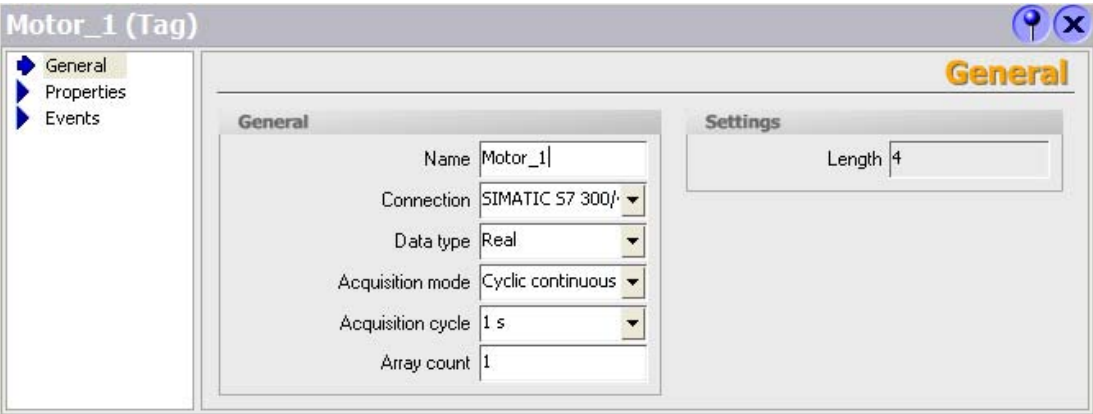 Motor_1 (Tag)
General
Properties
Events
General
General
Name Motor_1
Connection SIMATIC S7 300/
Data type Real
Acquisition mode Cyclic continuous
Acquisition cycle 1 s
Array count 1
Settings
Length 4